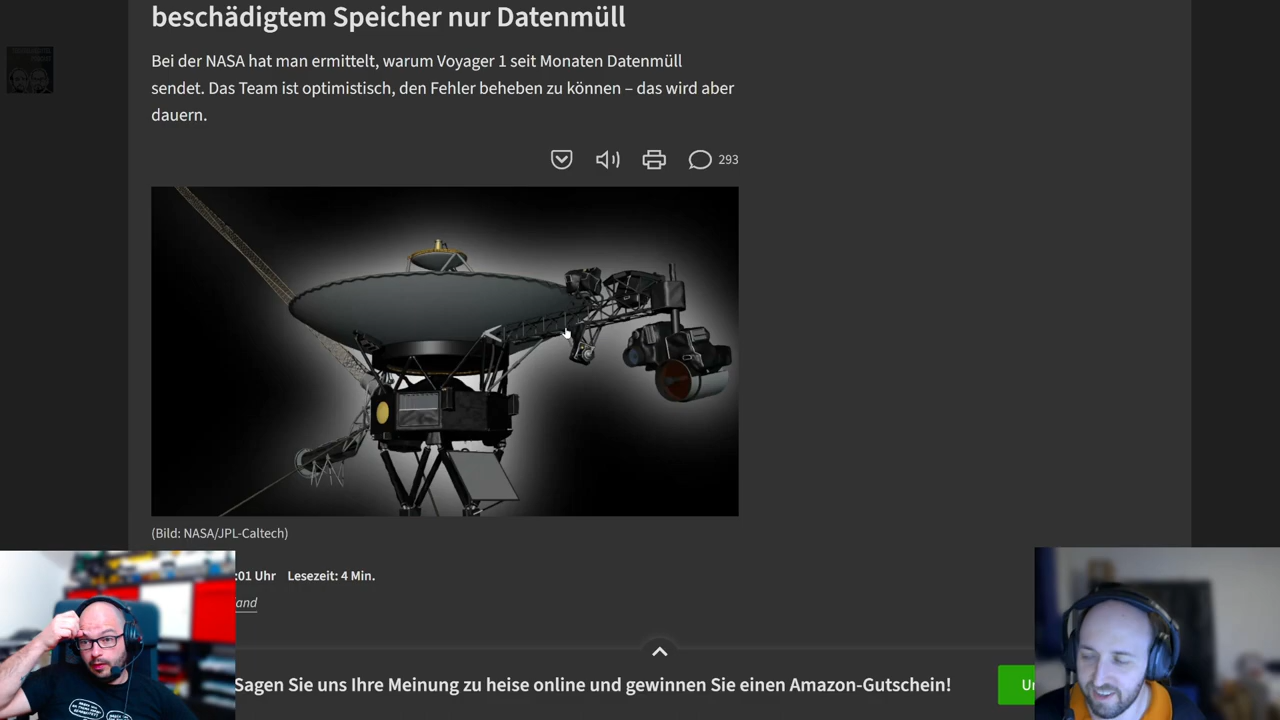 beschädigtem Speicher nur Datenmüll
Bei der NASA hat man ermittelt, warum Voyager 1 seit Monaten Datenmüll
sendet. Das Team ist optimistisch, den Fehler beheben zu können – das wird aber
dauern.
293
(Bild: NASA/JPL-Caltech)
:01 Uhr Lesezeit: 4 Min.
and
Sagen Sie uns Ihre Meinung zu heise online und gewinnen Sie einen Amazon-Gutschein!